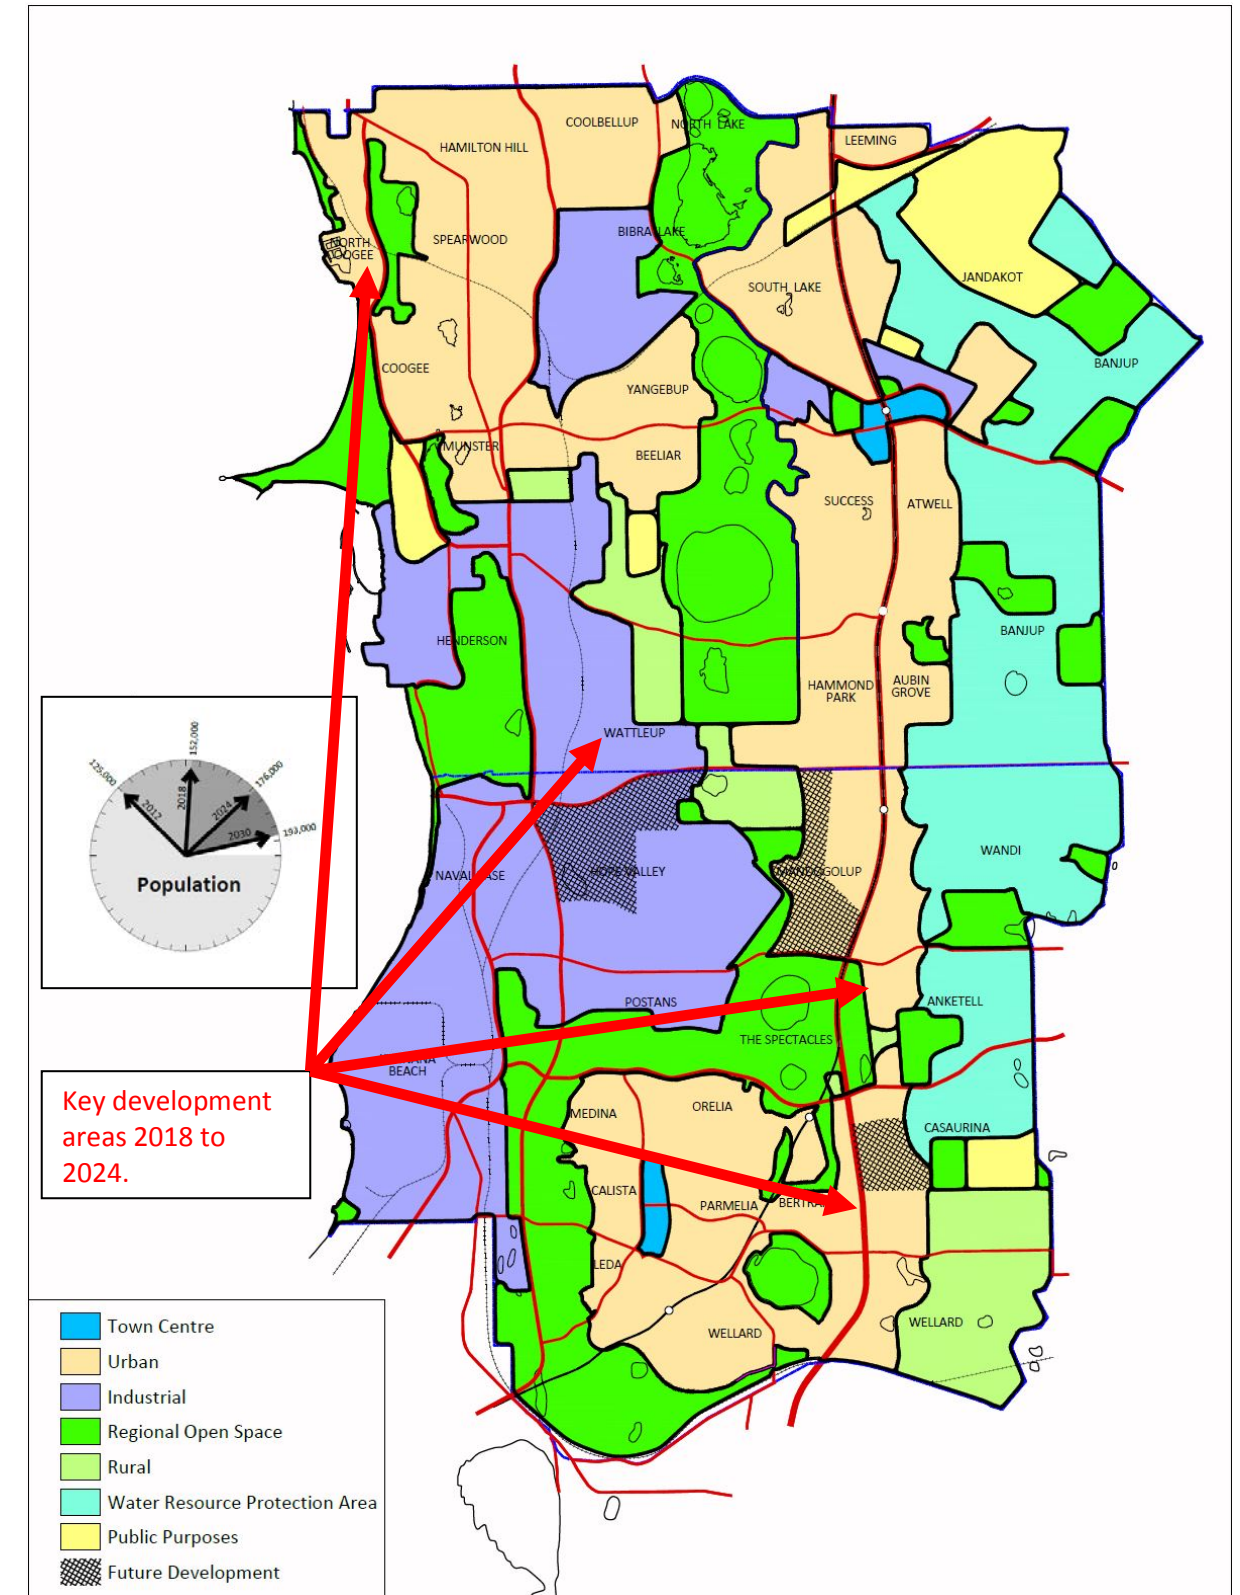 COOLBELLUP
NORTH LAKE
LEEMING
HAMILTON HILL
BIBRA LAKE
SPEARWOOD
NORTH
COOGEE
JANDAKOT
SOUTH LAKE
COOGEE
BANJUP
YANGEBUP
MUNSTER
BEELIAR
SUCCESS
ATWELL
HENDERSON
BANJUP
HAMMOND
PARK
AUBIN
GROVE
WATTLEUP
125,000
152,000
176,000
193,000
2012
2018
2024
2030
Population
NAVAL BASE
HOPE VALLEY
MANDOGOLUP
WANDI
POSTANS
ANKETELL
THE SPECTACLES
BEACH
Key development
areas 2018 to
2024.
MEDINA
ORELIA
CASAURINA
CALISTA
PARMELIA
LEDA
WELLARD
WELLARD
Town Centre
Urban
Industrial
Regional Open Space
Rural
Water Resource Protection Area
Public Purposes
Future Development